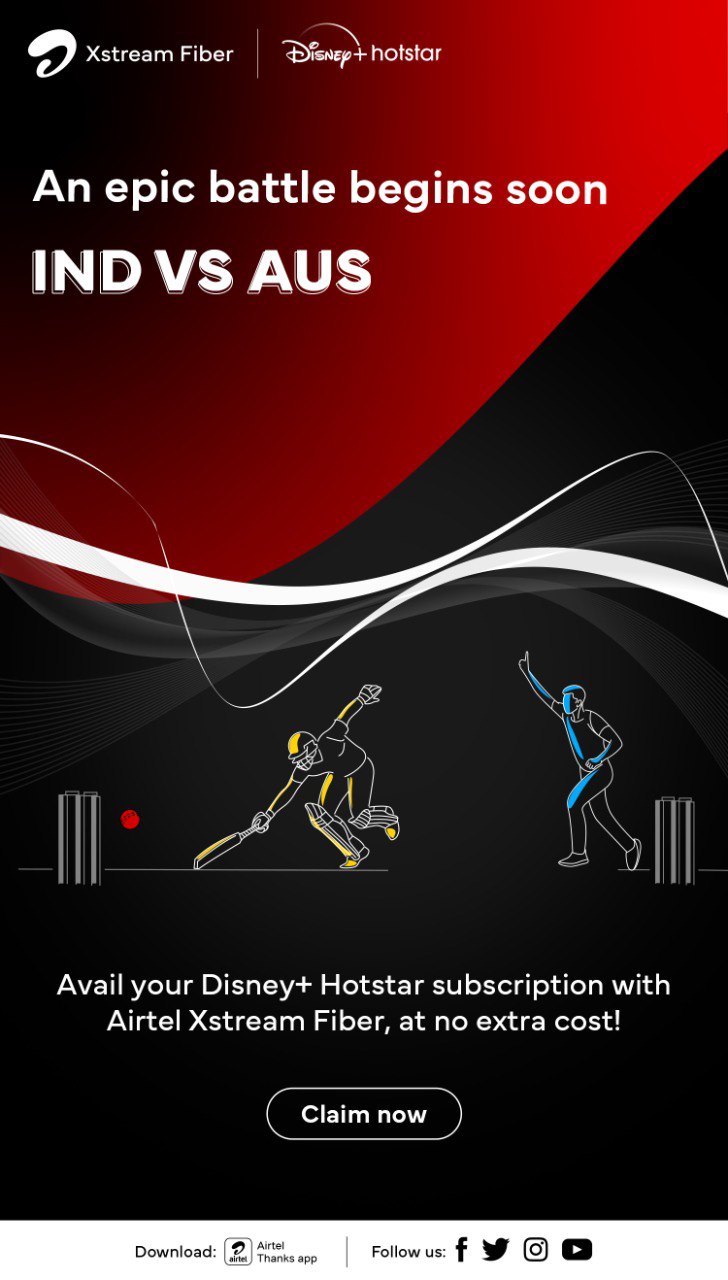 Xstream Fiber
Disney+ hotstar
An epic battle begins soon
IND VS AUS
Avail your Disney+ Hotstar subscription with
Airtel Xstream Fiber, at no extra cost!
Claim now
Download:
airtel
Airtel
Thanks app
Follow us: